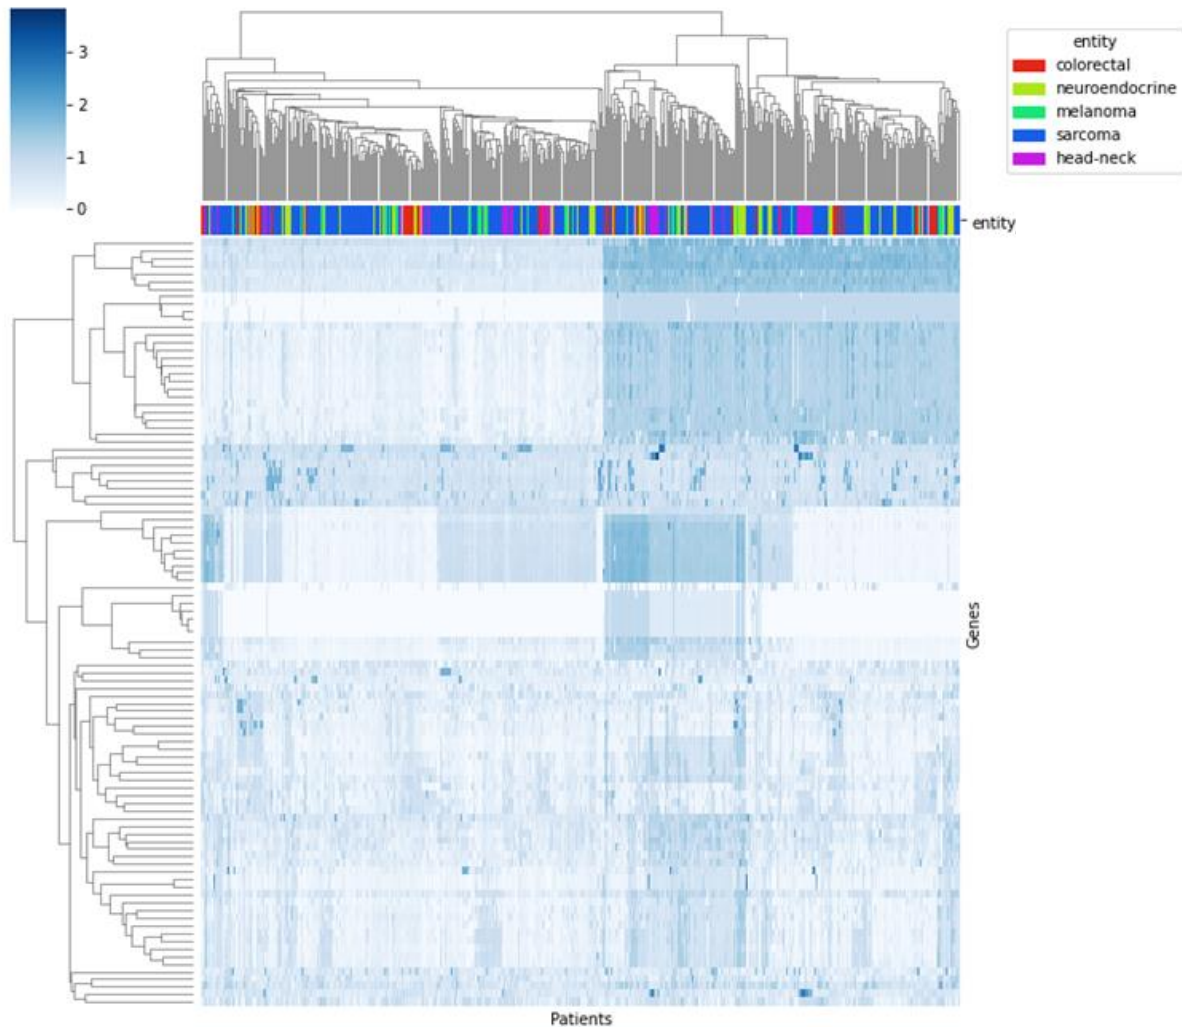 3
2
1
0
entity
colorectal
neuroendocrine
melanoma
sarcoma
head-neck
entity
Genes
Patients